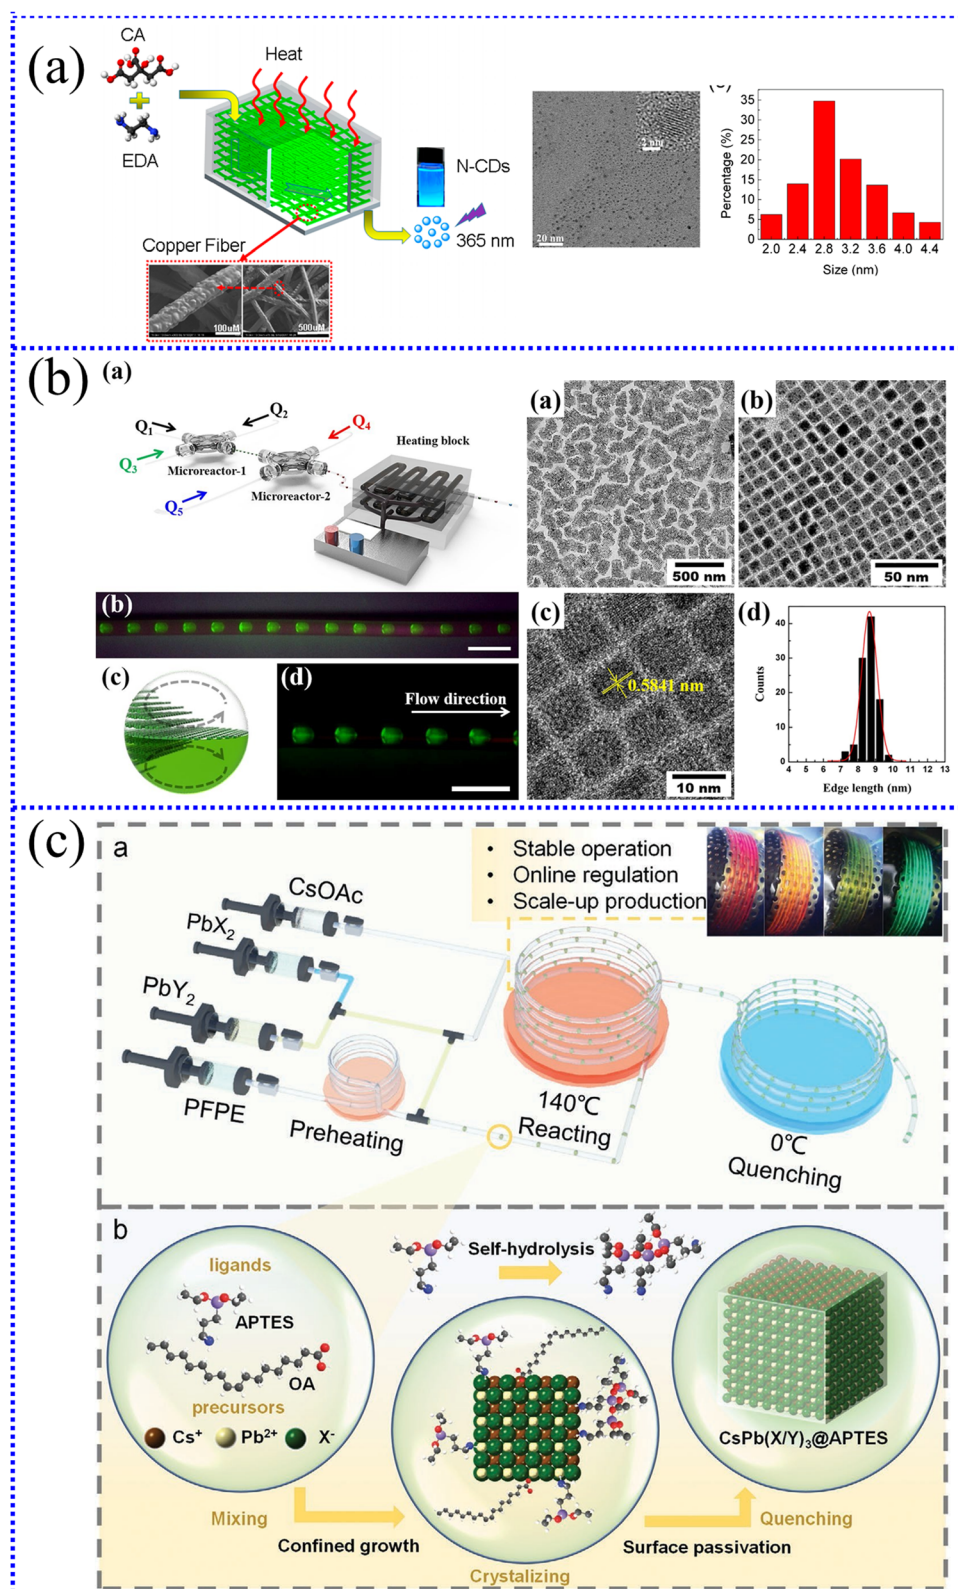 (a)
CA
EDA
Heat
Copper Fiber
100uM
500uM
N-CDs
365 nm
20 nm
2 nm
Percentage (%)
35
30
25
20
15
10
5
0
2.0 2.4 2.8 3.2 3.6 4.0 4.4
Size (nm)
(b)
(a)
Q1
Q2
Q3
Q4
Q5
Microreactor-1
Microreactor-2
Heating block
(b)
(c)
(d)
Flow direction
(a)
500 nm
(b)
50 nm
(c)
0.5841 nm
10 nm
(d)
Counts
40
30
20
10
0
4 5 6 7 8 9 10 11 12 13
Edge length (nm)
(c)
a
• Stable operation
• Online regulation
• Scale-up production
CsOAc
PbX2
PbY2
PFPE
Preheating
140℃
Reacting
0℃
Quenching
b
ligands
APTES
OA
precursors
Cs+ Pb2+ X-
Self-hydrolysis
CsPb(X/Y)3@APTES
Mixing
Confined growth
Crystalizing
Surface passivation
Quenching